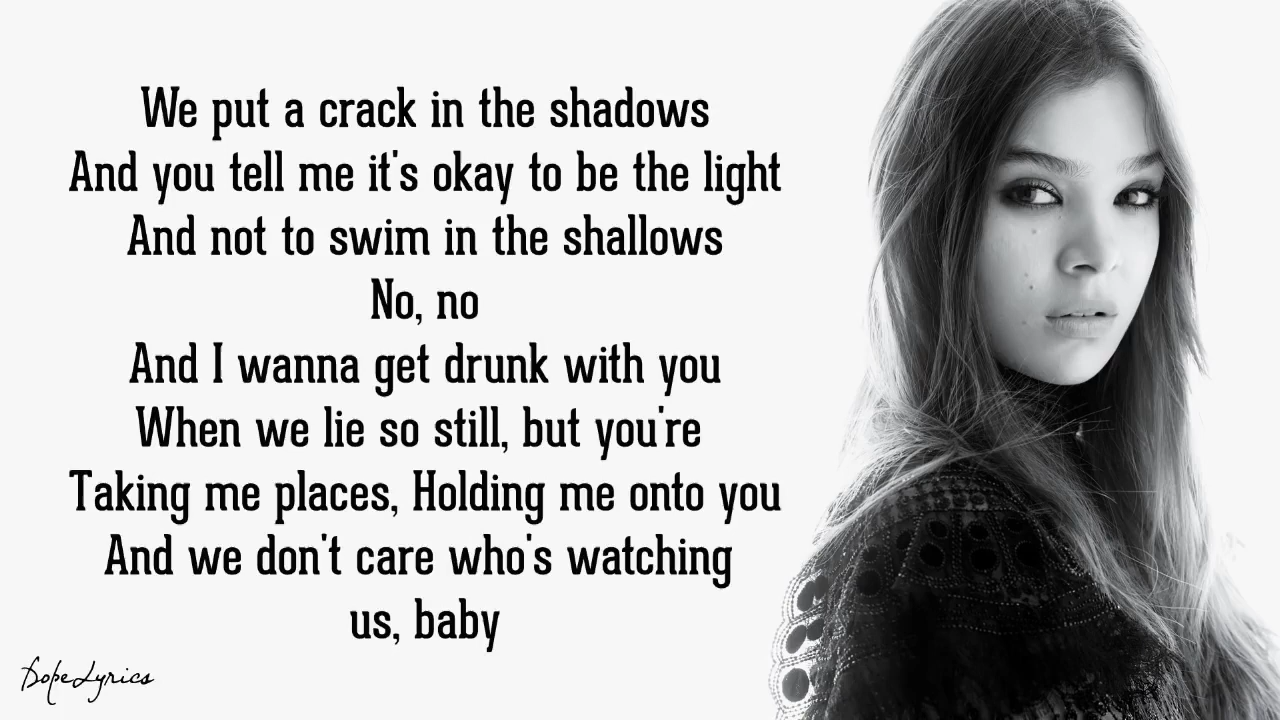 We put a crack in the shadows
And you tell me it's okay to be the light
And not to swim in the shallows
No, no
And I wanna get drunk with you
When we lie so still, but you're
Taking me places, Holding me onto you
And we don't care who's watching
us, baby
DopeLyrics